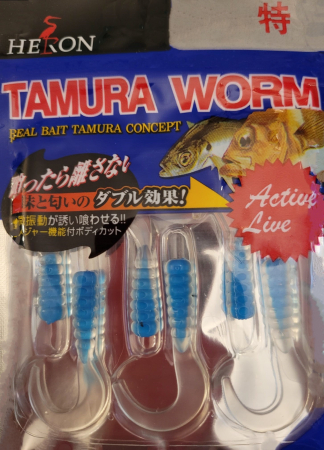 HERON
特
TAMURA WORM
REAL BAIT TAMURA CONCEPT
喰ったら離さない
味と匂いの ダブル効果!
振動が誘い喰わせる!!
ジャー機能付ボディカット
Active
Live